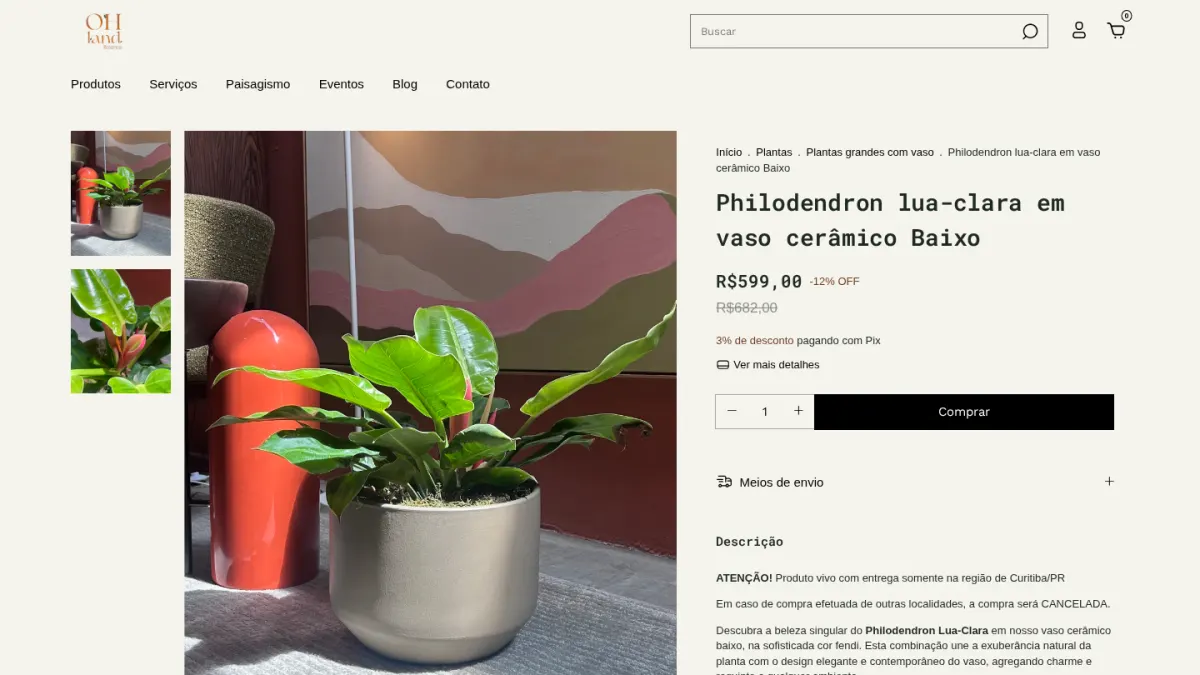 OH
land.
Buscar
0
Produtos
Serviços
Paisagismo
Eventos
Blog
Contato
Início . Plantas . Plantas grandes com vaso . Philodendron lua-clara em vaso
cerâmico Baixo
Philodendron lua-clara em
vaso cerâmico Baixo
R$599,00 -12% OFF
R$682,00
3% de desconto pagando com Pix
Ver mais detalhes
− 1 +
Comprar
Meios de envio +
Descrição
ATENÇÃO! Produto vivo com entrega somente na região de Curitiba/PR
Em caso de compra efetuada de outras localidades, a compra será CANCELADA.
Descubra a beleza singular do Philodendron Lua-Clara em nosso vaso cerâmico
baixo, na sofisticada cor fendi. Esta combinação une a exuberância natural da
planta com o design elegante e contemporâneo do vaso, agregando charme e